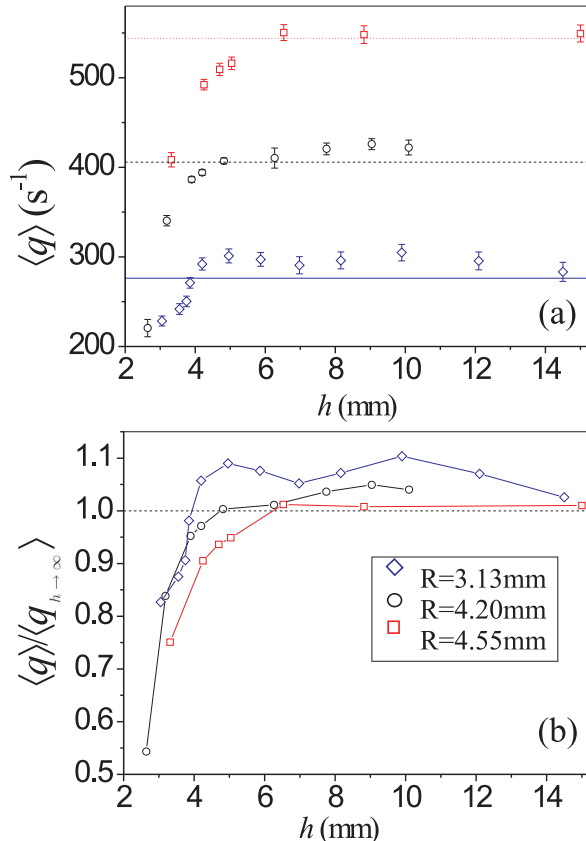 500
400
300
200
⟨q⟩ (s⁻¹)
(a)
2 4 6 8 10 12 14
h (mm)
1.1
1.0
0.9
0.8
0.7
0.6
0.5
⟨q⟩/⟨q h→∞⟩
R=3.13mm
R=4.20mm
R=4.55mm
(b)
2 4 6 8 10 12 14
h (mm)